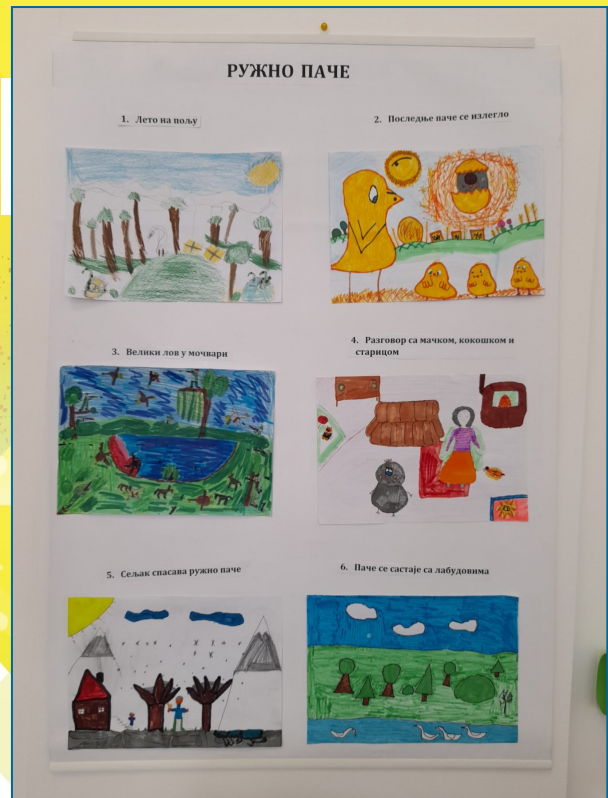 РУЖНО ПАЧЕ
1. Лето на пољу
2. Последње паче се излегло
3. Велики лов у мочвари
4. Разговор са мачком, кокошком и
старицом
5. Сељак спасава ружно паче
6. Паче се састаје са лабудовима